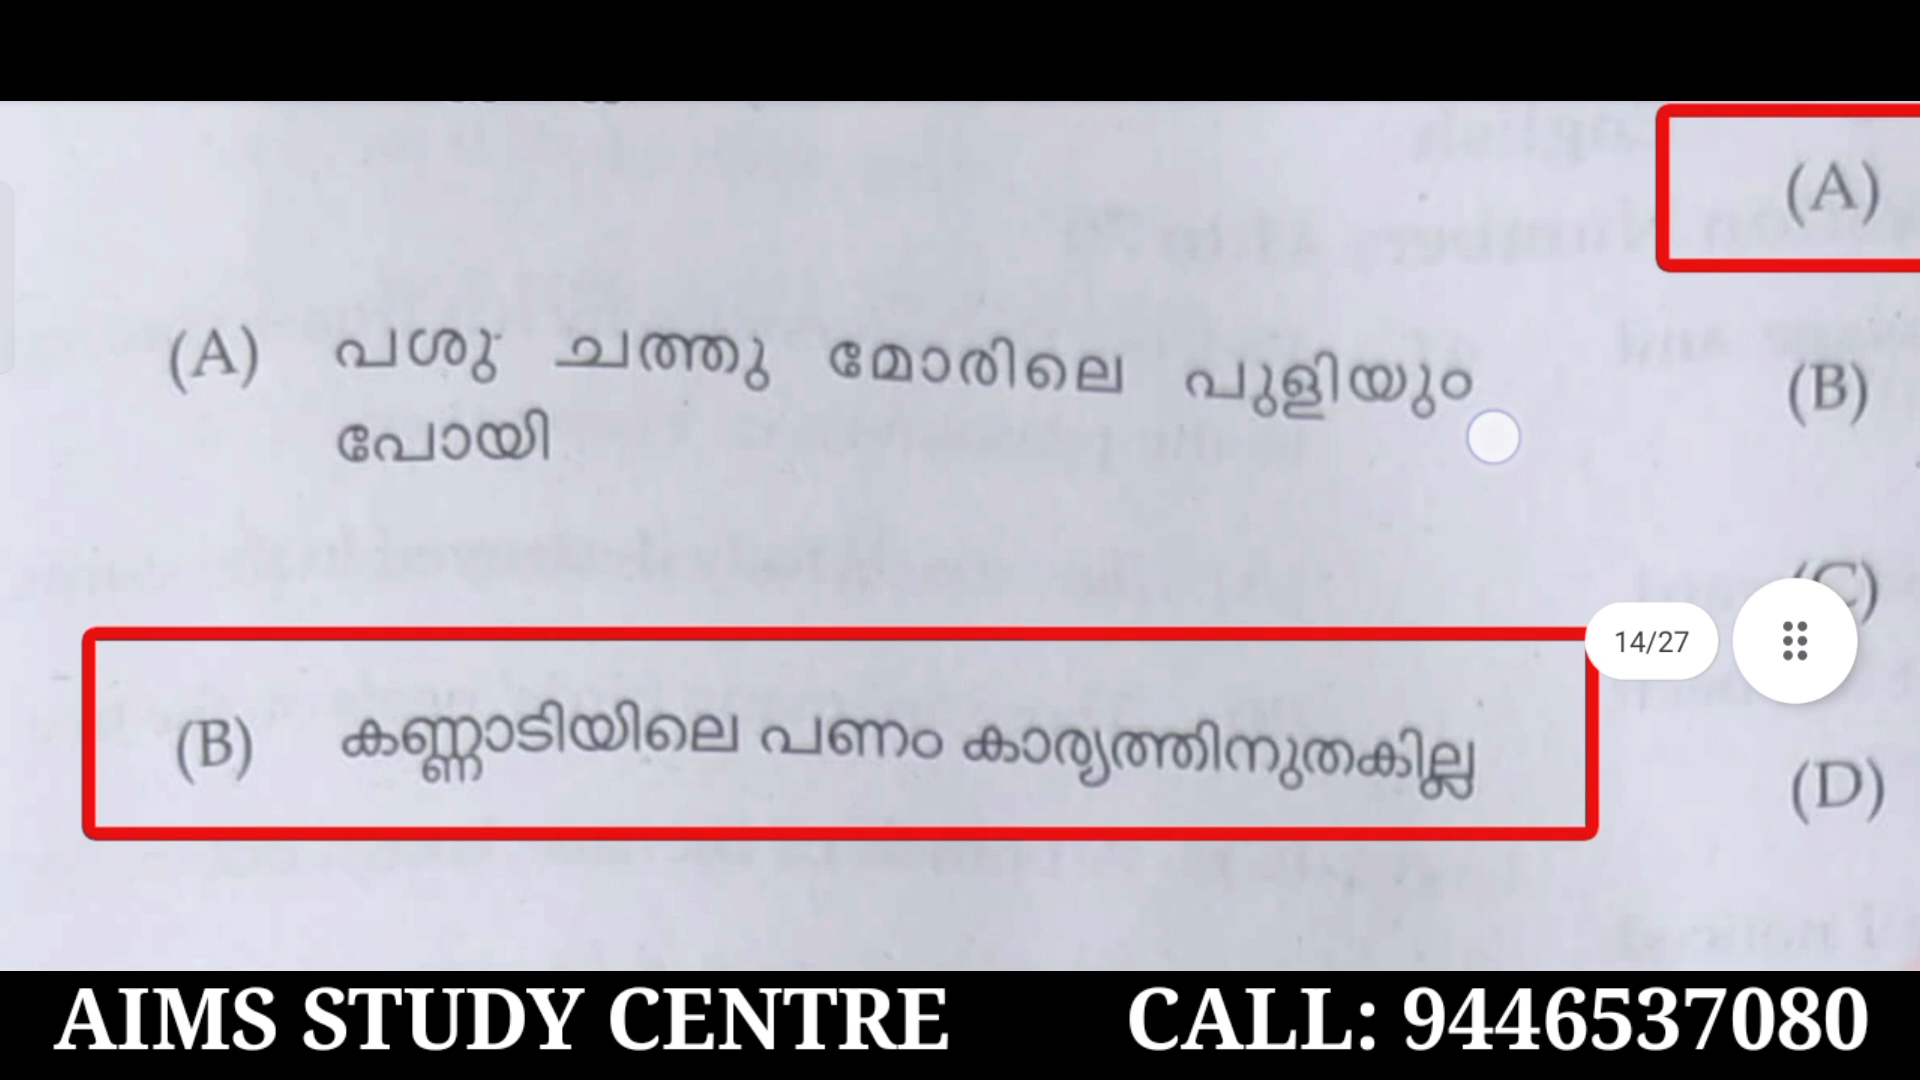 (A) പശു ചത്തു മോരിലെ പുളിയും
പോയി
(B) കണ്ണാടിയിലെ പണം കാര്യത്തിനുതകില്ല
(A)
(B)
(C)
(D)
14/27
AIMS STUDY CENTRE CALL: 9446537080